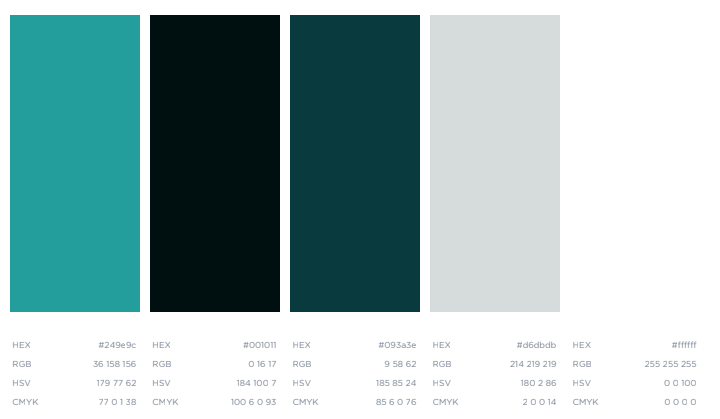 HEX #249e9c HEX #001011 HEX #093a3e HEX #d6dbdb HEX #ffffff
RGB 36 158 156 RGB 0 16 17 RGB 9 58 62 RGB 214 219 219 RGB 255 255 255
HSV 179 77 62 HSV 184 100 7 HSV 185 85 24 HSV 180 2 86 HSV 0 0 100
CMYK 77 0 1 38 CMYK 100 6 0 93 CMYK 85 6 0 76 CMYK 2 0 0 14 CMYK 0 0 0 0